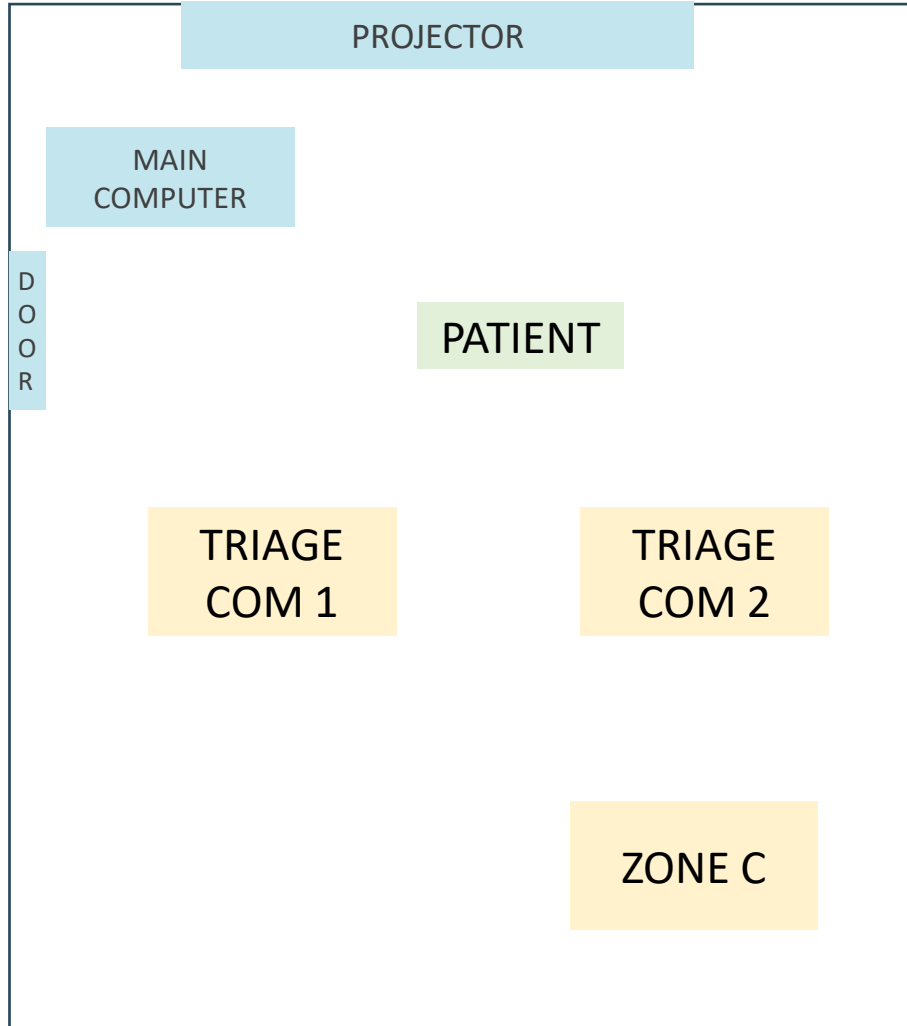 PROJECTOR
MAIN
COMPUTER
D
O
O
R
PATIENT
TRIAGE
COM 1
TRIAGE
COM 2
ZONE C